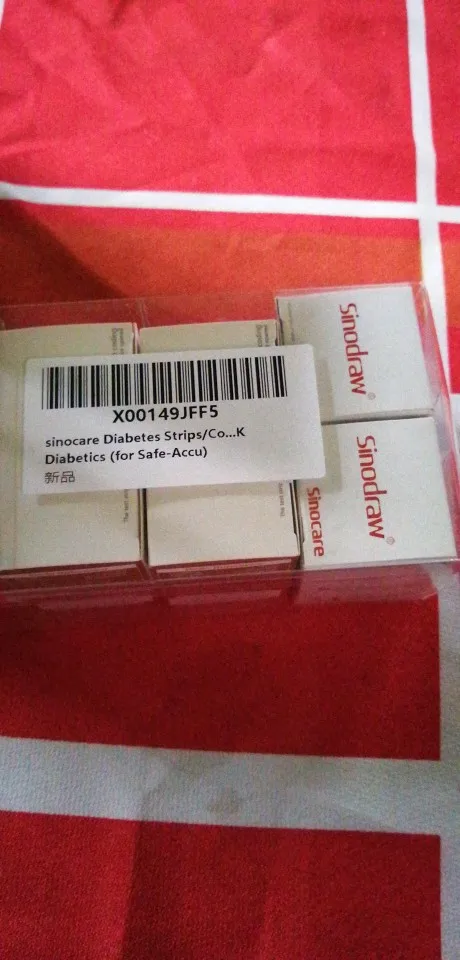 X00149JFF5
sinocare Diabetes Strips/Co...K
Diabetics (for Safe-Accu)
新品
Sinodraw®
Sinodraw®
Sinocare